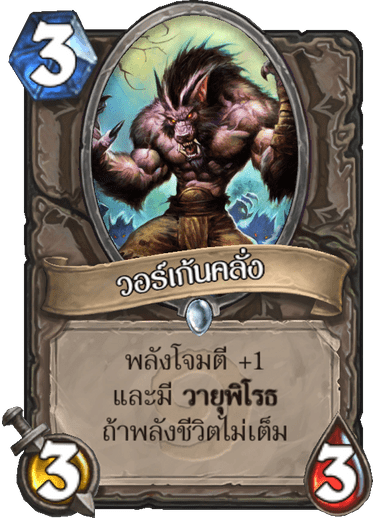 3
วอร์เก้นคลั่ง
พลังโจมตี +1
และมี วายุพิโรธ
ถ้าพลังชีวิตไม่เต็ม
3
3